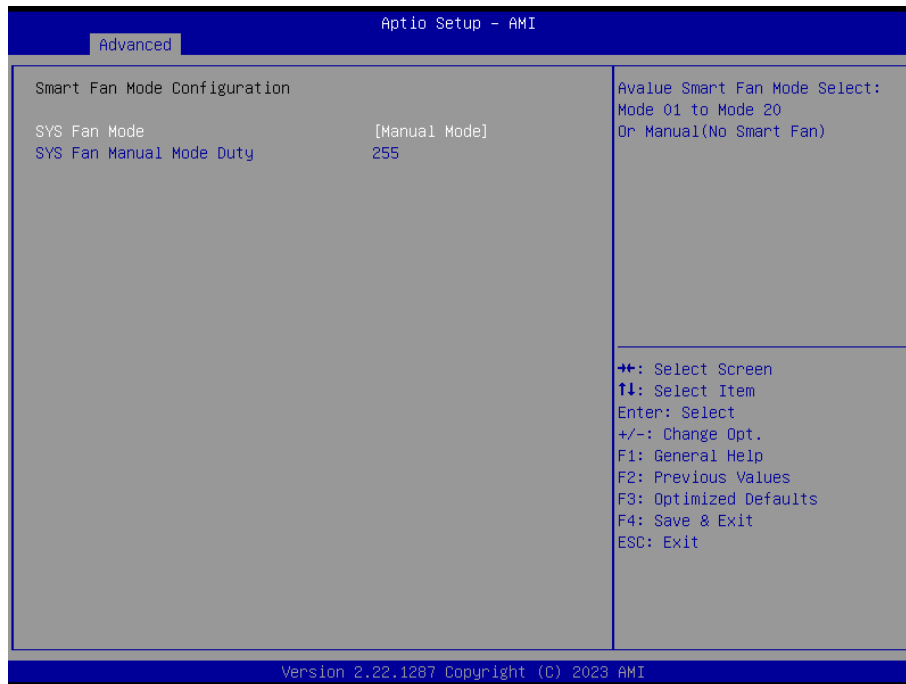 Aptio Setup – AMI
Advanced
Smart Fan Mode Configuration
SYS Fan Mode [Manual Mode]
SYS Fan Manual Mode Duty 255
Avalue Smart Fan Mode Select:
Mode 01 to Mode 20
Or Manual(No Smart Fan)
→←: Select Screen
↑↓: Select Item
Enter: Select
+/-: Change Opt.
F1: General Help
F2: Previous Values
F3: Optimized Defaults
F4: Save & Exit
ESC: Exit
Version 2.22.1287 Copyright (C) 2023 AMI